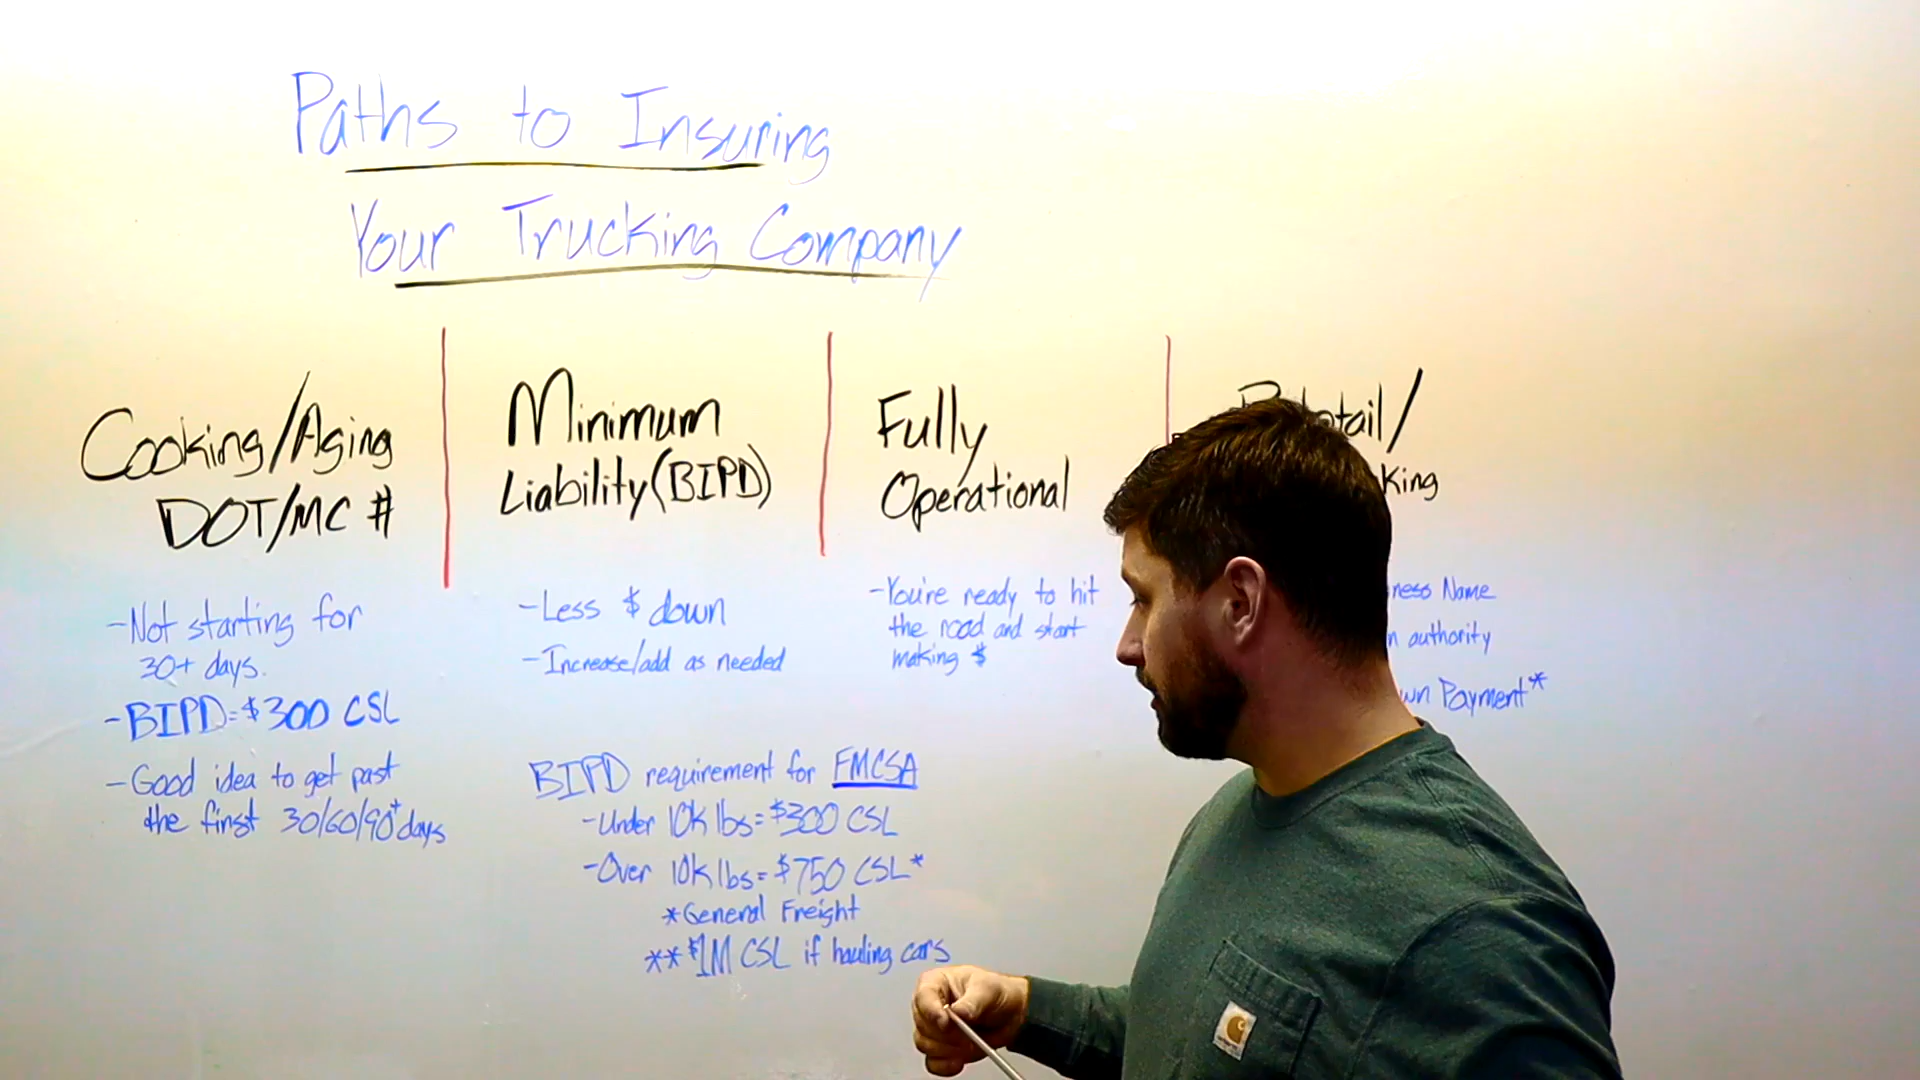 Paths to Insuring
Your Trucking Company
Cooking/Aging
DOT/MC #
-Not starting for
30+ days.
-BIPD=$300 CSL
-Good idea to get past
the first 30/60/90+days
Minimum
Liability(BIPD)
-Less $ down
-Increase/add as needed
BIPD requirement for FMCSA
-Under 10k lbs=$300 CSL
-Over 10k lbs=$750 CSL*
*General Freight
**$1M CSL if hauling cars
Fully
Operational
-You're ready to hit
the road and start
making $
Name
authority
Payment*